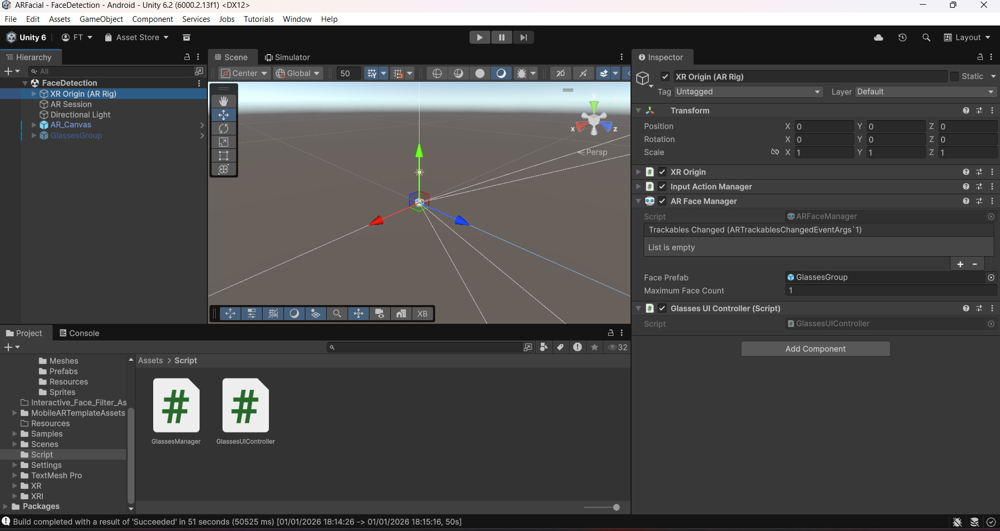 ARFacial - FaceDetection - Android - Unity 6.2 (6000.2.13f1) <DX12>
File Edit Assets GameObject Component Services Jobs Tutorials Window Help
Unity 6 FT Asset Store Layout
Hierarchy
All
FaceDetection
XR Origin (AR Rig)
AR Session
Directional Light
AR_Canvas
GlassesGroup
Scene Simulator
Center Global 50 2D
y
x z
Persp
XB
Inspector
XR Origin (AR Rig) Static
Tag Untagged Layer Default
Transform
Position X 0 Y 0 Z 0
Rotation X 0 Y 0 Z 0
Scale X 1 Y 1 Z 1
# XR Origin
# Input Action Manager
AR Face Manager
Script ARFaceManager
Trackables Changed (ARTrackablesChangedEventArgs`1)
List is empty
+ -
Face Prefab GlassesGroup
Maximum Face Count 1
# Glasses UI Controller (Script)
Script # GlassesUIController
Add Component
Project Console
32
Meshes
Prefabs
Resources
Sprites
Interactive_Face_Filter_As
MobileARTemplateAssets
Resources
Samples
Scenes
Script
Settings
TextMesh Pro
XR
XRI
Packages
Assets > Script
# #
GlassesManager GlassesUIController
Build completed with a result of 'Succeeded' in 51 seconds (50525 ms) [01/01/2026 18:14:26 -> 01/01/2026 18:15:16, 50s]